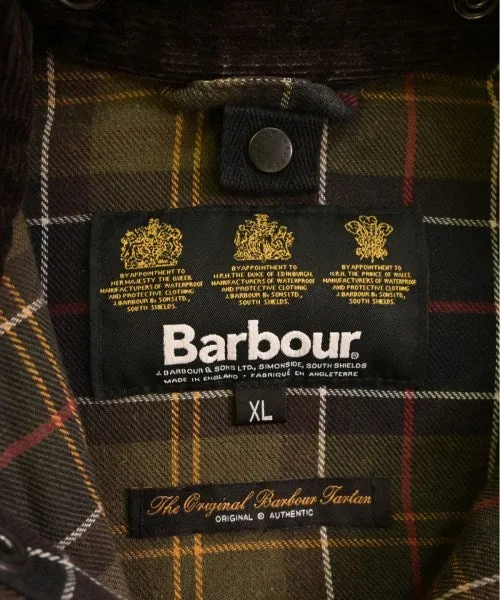 BY APPOINTMENT TO
HER MAJESTY THE QUEEN
MANUFACTURERS OF WATERPROOF
AND PROTECTIVE CLOTHING
J. BARBOUR & SONS LTD.,
SOUTH SHIELDS
BY APPOINTMENT TO
H.R.H. THE DUKE OF EDINBURGH.
MANUFACTURERS OF WATERPROOF
AND PROTECTIVE CLOTHING
J. BARBOUR & SONS LTD.,
SOUTH SHIELDS.
BY APPOINTMENT TO
H.R.H. THE PRINCE OF WALES.
MANUFACTURERS OF WATERPROOF
AND PROTECTIVE CLOTHING
J. BARBOUR & SONS LTD.,
SOUTH SHIELDS.
Barbour®
J. BARBOUR & SONS LTD., SIMONSIDE, SOUTH SHIELDS
MADE IN ENGLAND • FABRIQUÉ EN ANGLETERRE
XL
The Original Barbour Tartan
ORIGINAL © AUTHENTIC